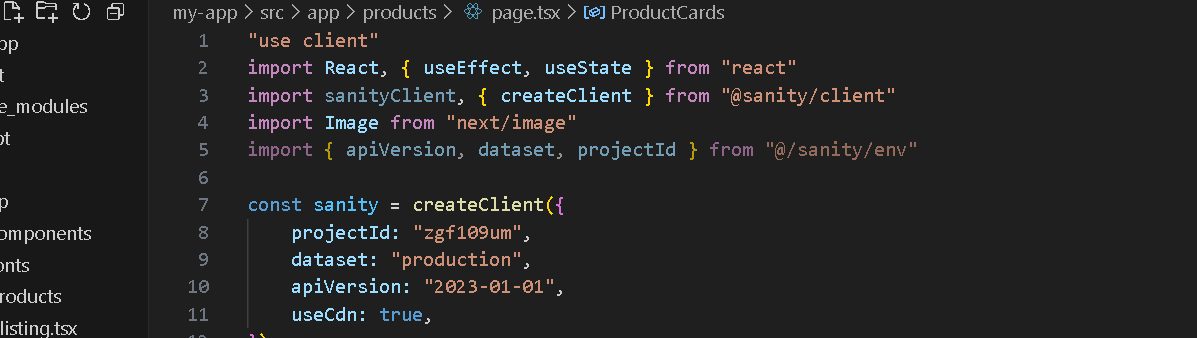 my-app > src > app > products > page.tsx > ProductCards
pp
t
e_modules
pt
p
omponents
onts
roducts
listing.tsx
1 "use client"
2 import React, { useEffect, useState } from "react"
3 import sanityClient, { createClient } from "@sanity/client"
4 import Image from "next/image"
5 import { apiVersion, dataset, projectId } from "@/sanity/env"
6
7 const sanity = createClient({
8 projectId: "zgf109um",
9 dataset: "production",
10 apiVersion: "2023-01-01",
11 useCdn: true,